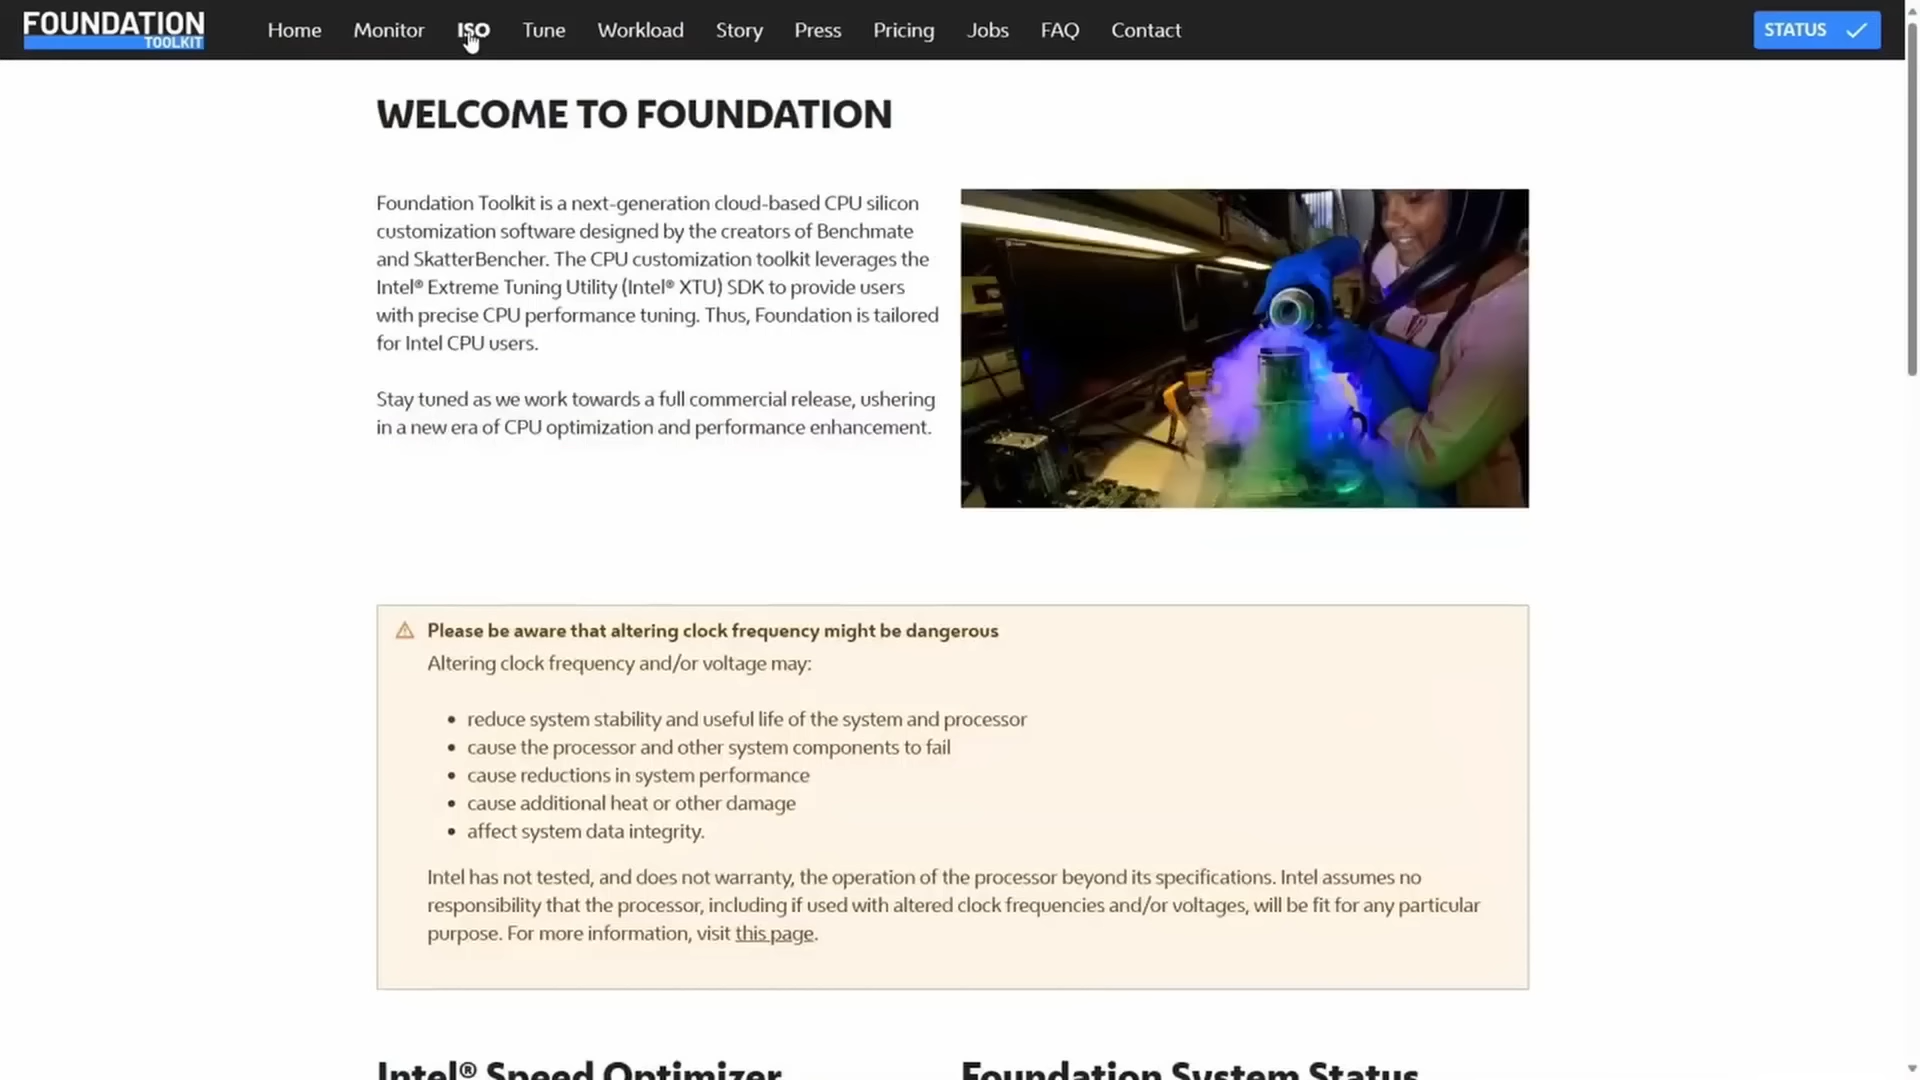 FOUNDATION
TOOLKIT
Home Monitor ISO Tune Workload Story Press Pricing Jobs FAQ Contact
STATUS
WELCOME TO FOUNDATION
Foundation Toolkit is a next-generation cloud-based CPU silicon
customization software designed by the creators of Benchmate
and SkatterBencher. The CPU customization toolkit leverages the
Intel® Extreme Tuning Utility (Intel® XTU) SDK to provide users
with precise CPU performance tuning. Thus, Foundation is tailored
for Intel CPU users.
Stay tuned as we work towards a full commercial release, ushering
in a new era of CPU optimization and performance enhancement.
Please be aware that altering clock frequency might be dangerous
Altering clock frequency and/or voltage may:
• reduce system stability and useful life of the system and processor
• cause the processor and other system components to fail
• cause reductions in system performance
• cause additional heat or other damage
• affect system data integrity.
Intel has not tested, and does not warranty, the operation of the processor beyond its specifications. Intel assumes no
responsibility that the processor, including if used with altered clock frequencies and/or voltages, will be fit for any particular
purpose. For more information, visit this page.
Intel® Speed Optimizer
Foundation System Status